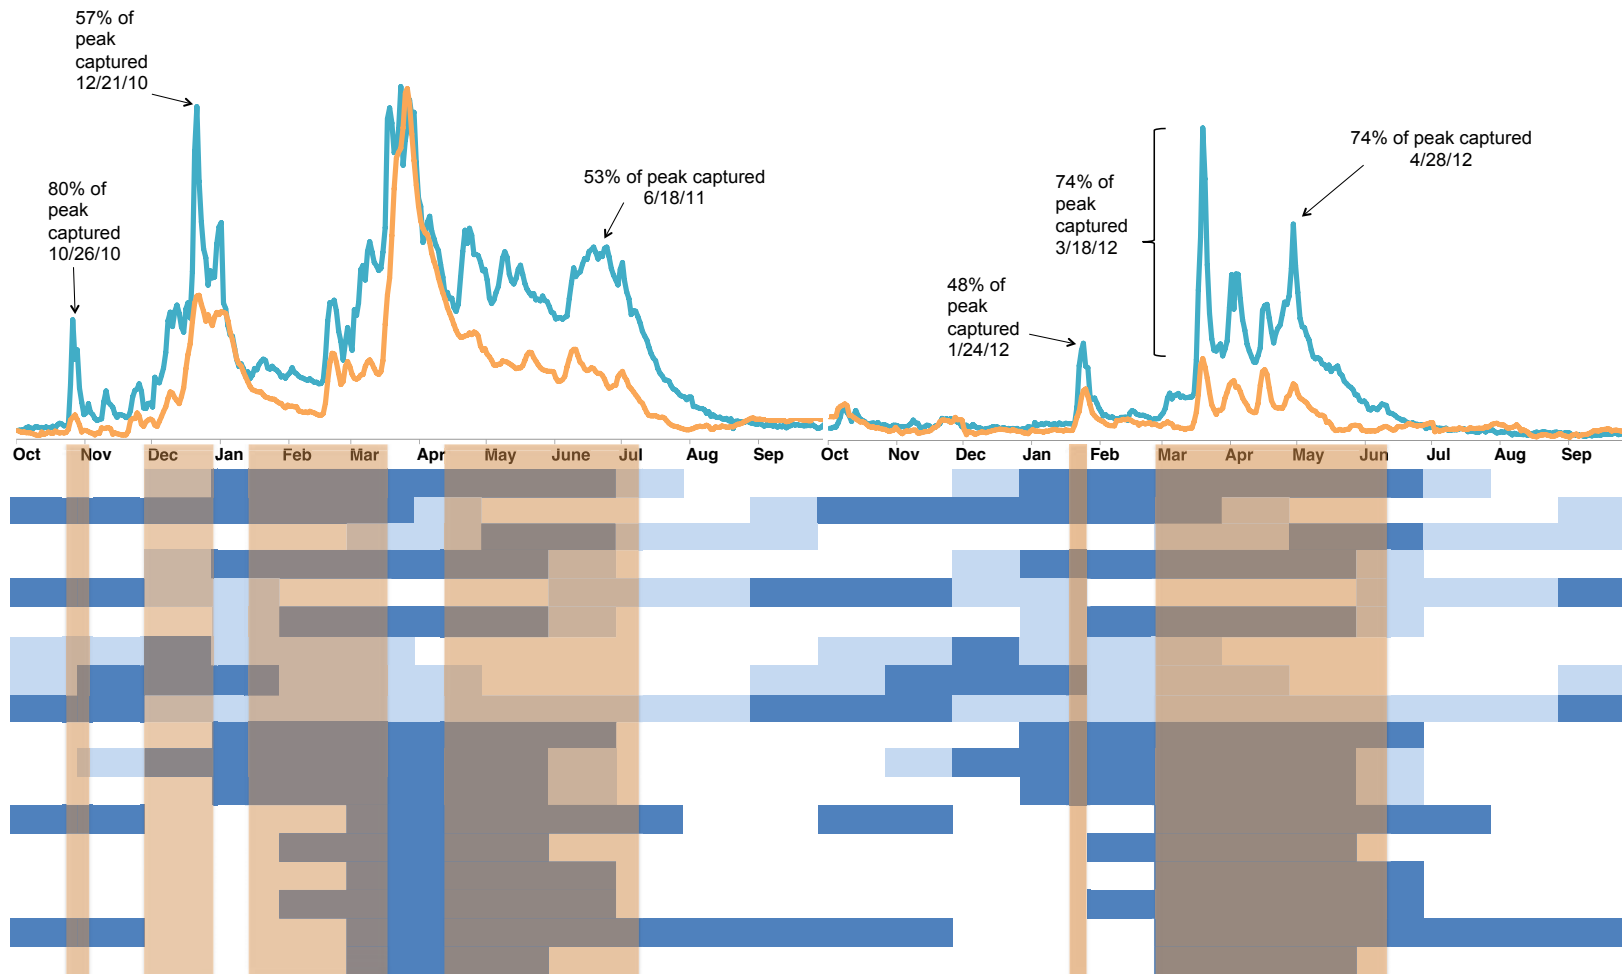 57% of
peak
captured
12/21/10
80% of
peak
captured
10/26/10
53% of peak captured
6/18/11
74% of peak captured
4/28/12
74% of
peak
captured
3/18/12
48% of
peak
captured
1/24/12
Oct Nov Dec Jan Feb Mar Apr May June Jul Aug Sep Oct Nov Dec Jan Feb Mar Apr May Jun Jul Aug Sep